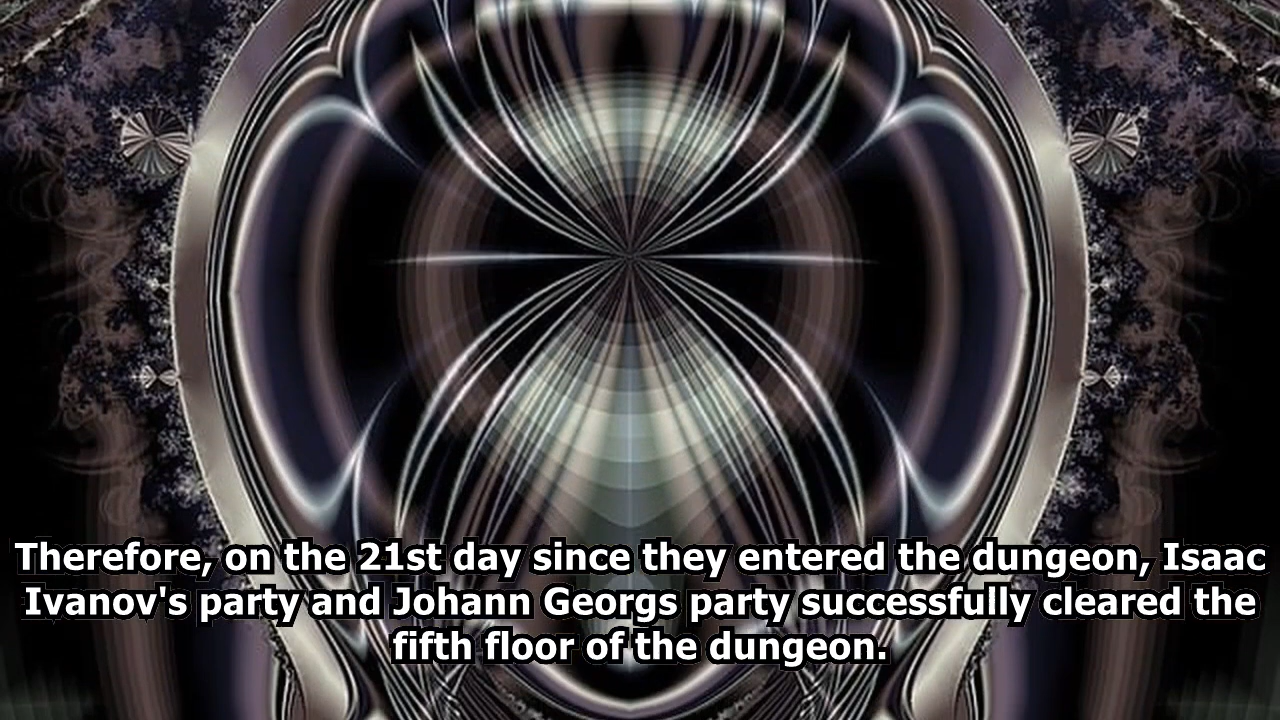 Therefore, on the 21st day since they entered the dungeon, Isaac
Ivanov's party and Johann Georgs party successfully cleared the
fifth floor of the dungeon.